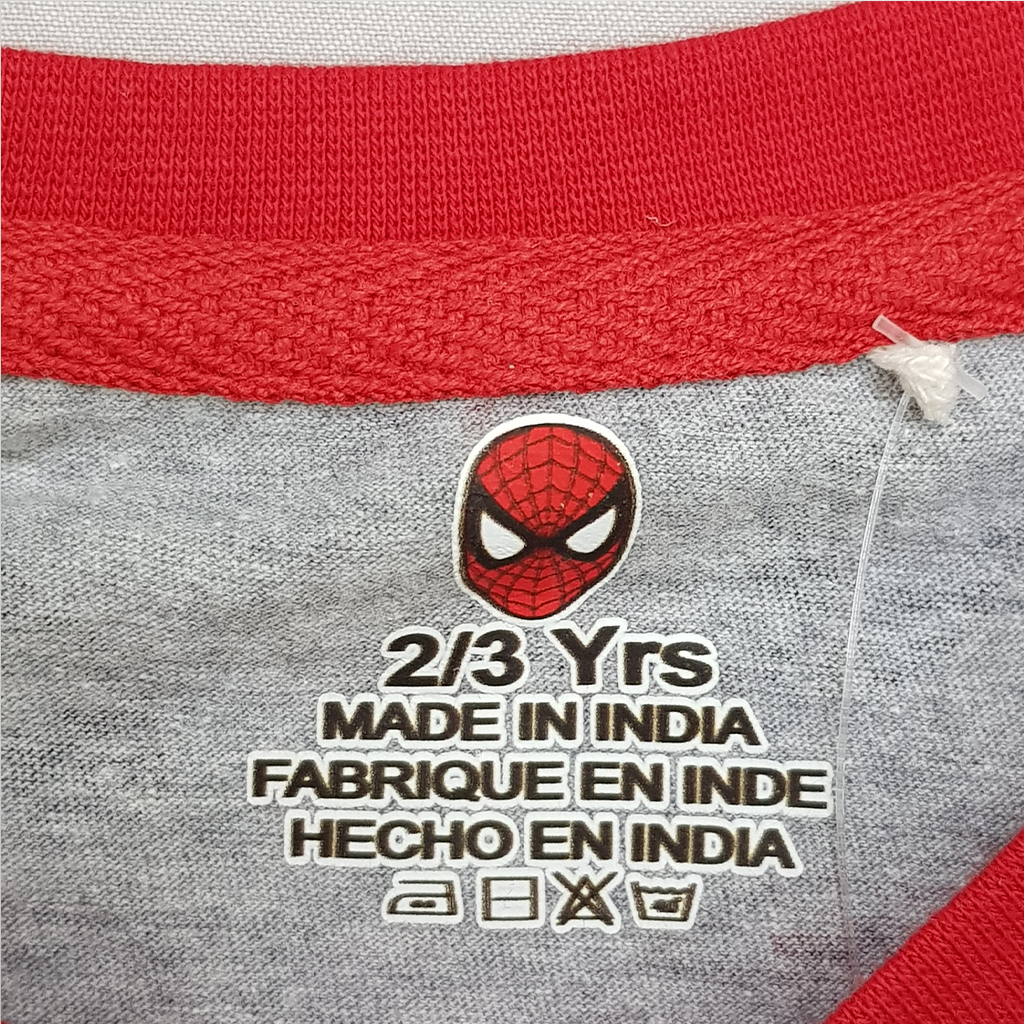 2/3 Yrs
MADE IN INDIA
FABRIQUE EN INDE
HECHO EN INDIA